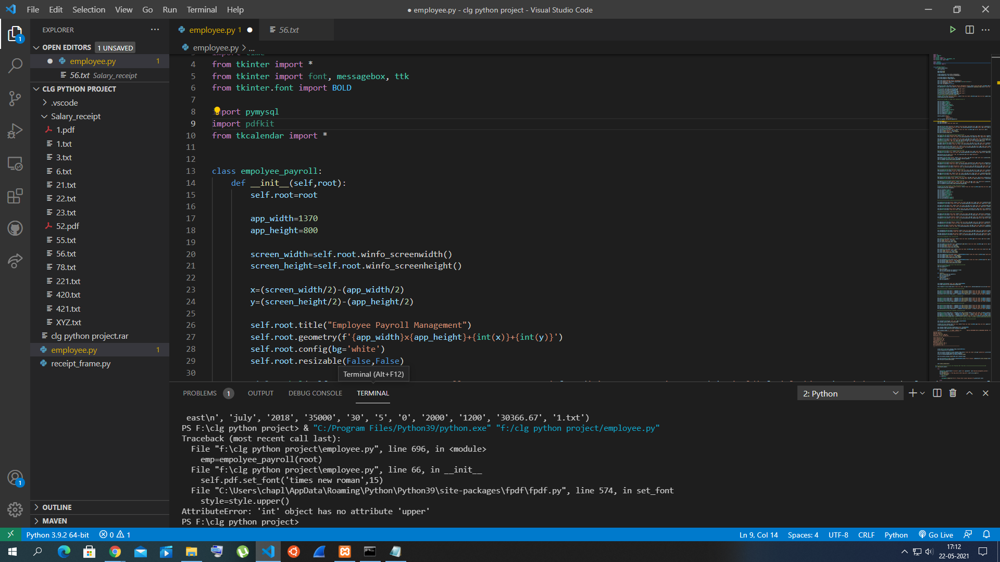 File Edit Selection View Go Run Terminal Help
● employee.py - clg python project - Visual Studio Code
EXPLORER
OPEN EDITORS 1 UNSAVED
employee.py 1
56.txt Salary_receipt
CLG PYTHON PROJECT
.vscode
Salary_receipt
1.pdf
1.txt
3.txt
6.txt
21.txt
22.txt
23.txt
52.pdf
55.txt
56.txt
78.txt
221.txt
420.txt
421.txt
XYZ.txt
clg python project.rar
employee.py 1
receipt_frame.py
OUTLINE
MAVEN
1
1
employee.py 1
56.txt
employee.py > ...
4 from tkinter import *
5 from tkinter import font, messagebox, ttk
6 from tkinter.font import BOLD
7
8 import pymysql
9 import pdfkit
10 from tkcalendar import *
11
12
13 class empolyee_payroll:
14 def __init__(self,root):
15 self.root=root
16
17 app_width=1370
18 app_height=800
19
20 screen_width=self.root.winfo_screenwidth()
21 screen_height=self.root.winfo_screenheight()
22
23 x=(screen_width/2)-(app_width/2)
24 y=(screen_height/2)-(app_height/2)
25
26 self.root.title("Employee Payroll Management")
27 self.root.geometry(f'{app_width}x{app_height}+{int(x)}+{int(y)}')
28 self.root.config(bg='white')
29 self.root.resizable(False,False)
30
Terminal (Alt+F12)
PROBLEMS 1 OUTPUT DEBUG CONSOLE TERMINAL
2: Python
east\n', 'july', '2018', '35000', '30', '5', '0', '2000', '1200', '30366.67', '1.txt')
PS F:\clg python project> & "C:/Program Files/Python39/python.exe" "f:/clg python project/employee.py"
Traceback (most recent call last):
File "f:\clg python project\employee.py", line 696, in <module>
emp=empolyee_payroll(root)
File "f:\clg python project\employee.py", line 66, in __init__
self.pdf.set_font('times new roman',15)
File "C:\Users\chapl\AppData\Roaming\Python\Python39\site-packages\fpdf\fpdf.py", line 574, in set_font
style=style.upper()
AttributeError: 'int' object has no attribute 'upper'
PS F:\clg python project>
Python 3.9.2 64-bit 0 1
Ln 9, Col 14 Spaces: 4 UTF-8 CRLF Python Go Live
17:12
22-05-2021